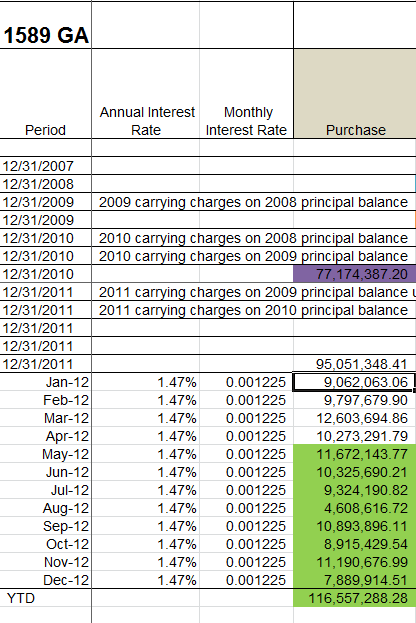 1589 GA
Annual Interest Monthly
Period Rate Interest Rate Purchase
12/31/2007
12/31/2008
12/31/2009 2009 carrying charges on 2008 principal balance
12/31/2009
12/31/2010 2010 carrying charges on 2008 principal balance
12/31/2010 2010 carrying charges on 2009 principal balance
12/31/2010 77,174,387.20
12/31/2011 2011 carrying charges on 2009 principal balance u
12/31/2011 2011 carrying charges on 2010 principal balance
12/31/2011
12/31/2011
12/31/2011 95,051,348.41
Jan-12 1.47% 0.001225 9,062,063.06
Feb-12 1.47% 0.001225 9,797,679.90
Mar-12 1.47% 0.001225 12,603,694.86
Apr-12 1.47% 0.001225 10,273,291.79
May-12 1.47% 0.001225 11,672,143.77
Jun-12 1.47% 0.001225 10,325,690.21
Jul-12 1.47% 0.001225 9,324,190.82
Aug-12 1.47% 0.001225 4,608,616.72
Sep-12 1.47% 0.001225 10,893,896.11
Oct-12 1.47% 0.001225 8,915,429.54
Nov-12 1.47% 0.001225 11,190,676.99
Dec-12 1.47% 0.001225 7,889,914.51
YTD 116,557,288.28